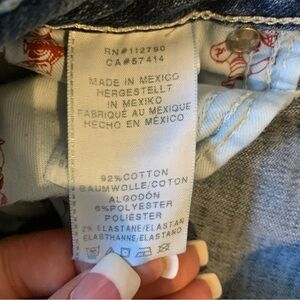 RN#112790
CA#57414
MADE IN MEXICO
HERGESTELLT
IN MEXIKO
FABRIQUÉ AU MEXIQUE
HECHO EN MÉXICO
92%COTTON
BAUMWOLLE/COTON
ALGODÓN
6%POLYESTER
POLIÉSTER
2% ELASTANE/ELASTAN
ELASTHANNE/ELASTANO